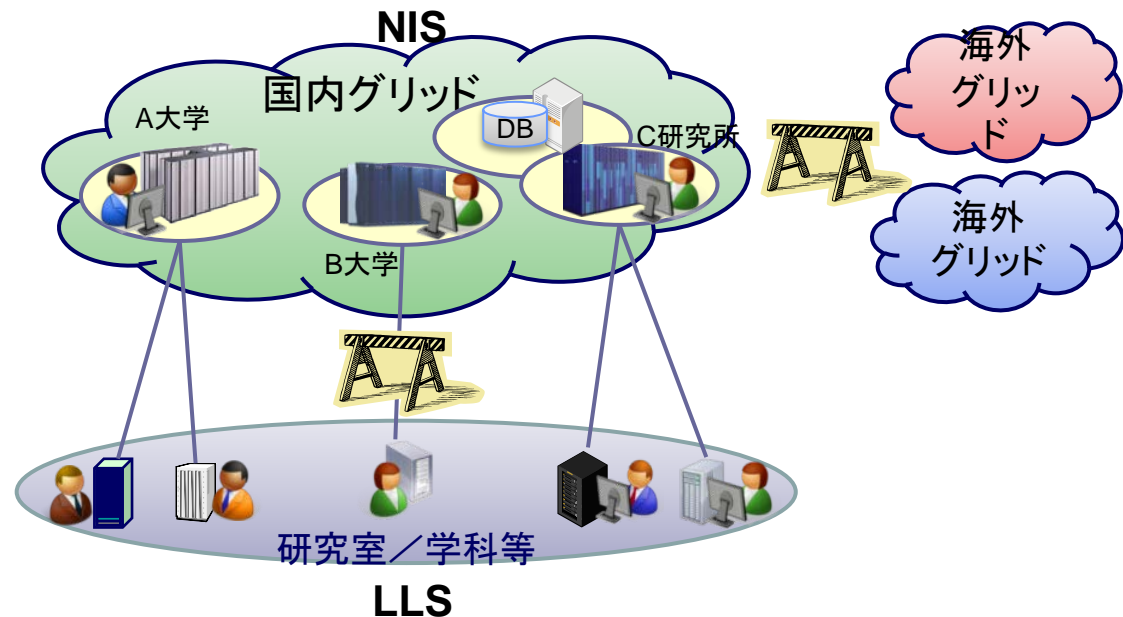 NIS
国内グリッド
A大学
DB
C研究所
B大学
海外
グリッ
ド
海外
グリッド
研究室／学科等
LLS